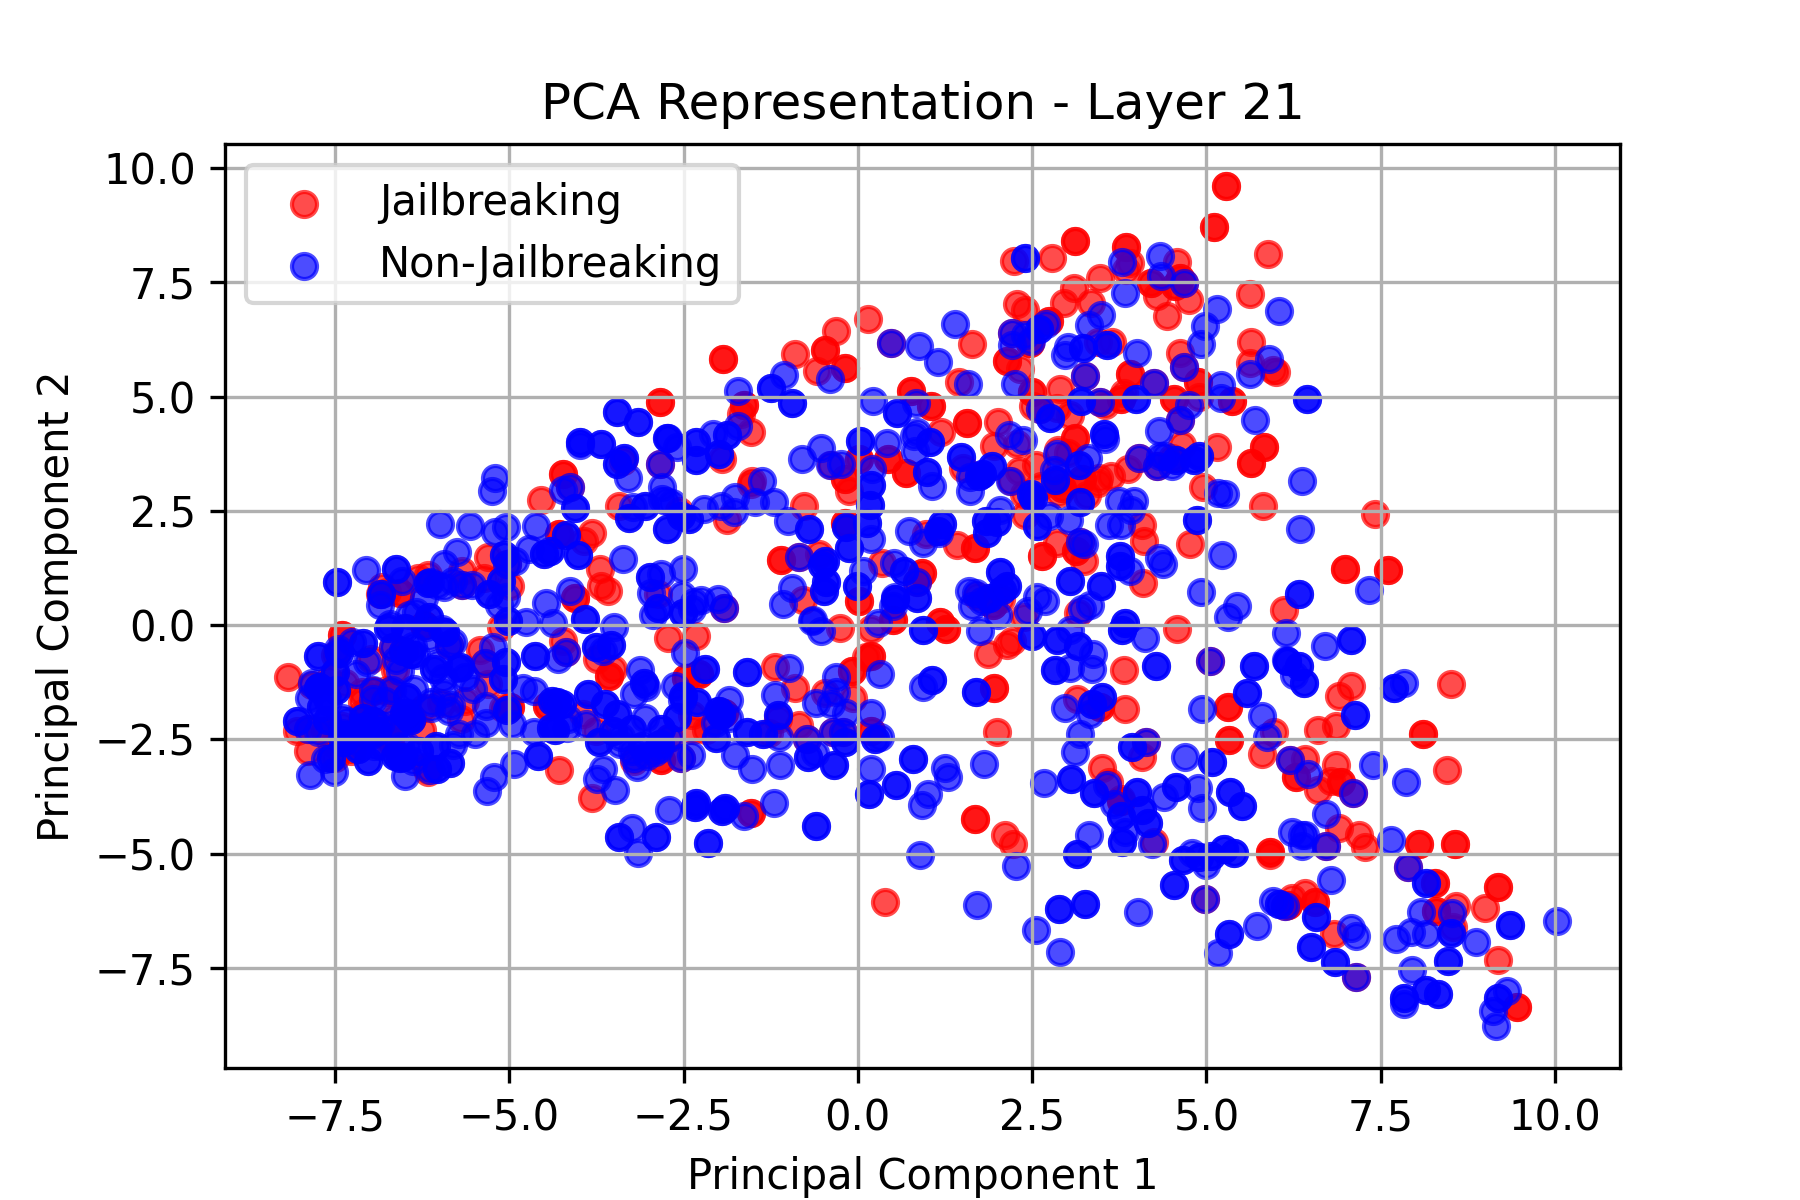 PCA Representation - Layer 21
Jailbreaking
Non-Jailbreaking
10.0
7.5
5.0
2.5
0.0
−2.5
−5.0
−7.5
Principal Component 2
−7.5 −5.0 −2.5 0.0 2.5 5.0 7.5 10.0
Principal Component 1